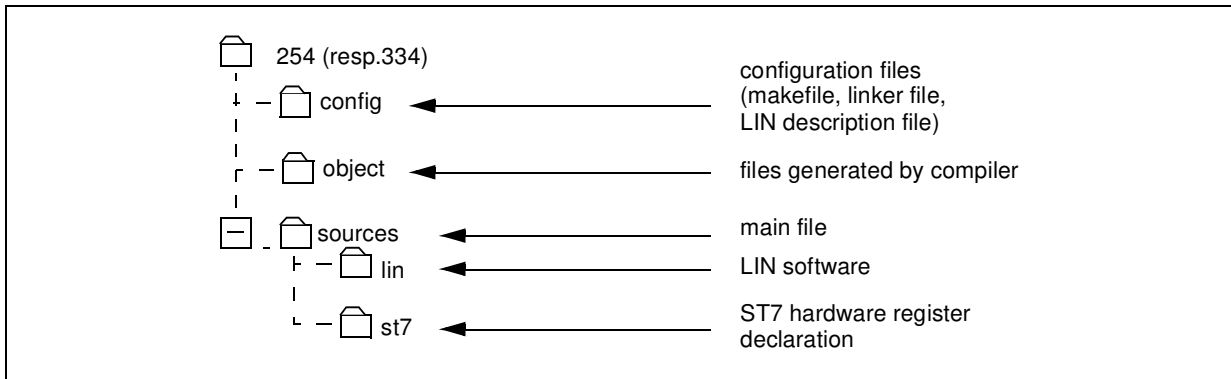 254 (resp.334)
config
configuration files
(makefile, linker file,
LIN description file)
object
files generated by compiler
sources
main file
lin
LIN software
st7
ST7 hardware register
declaration